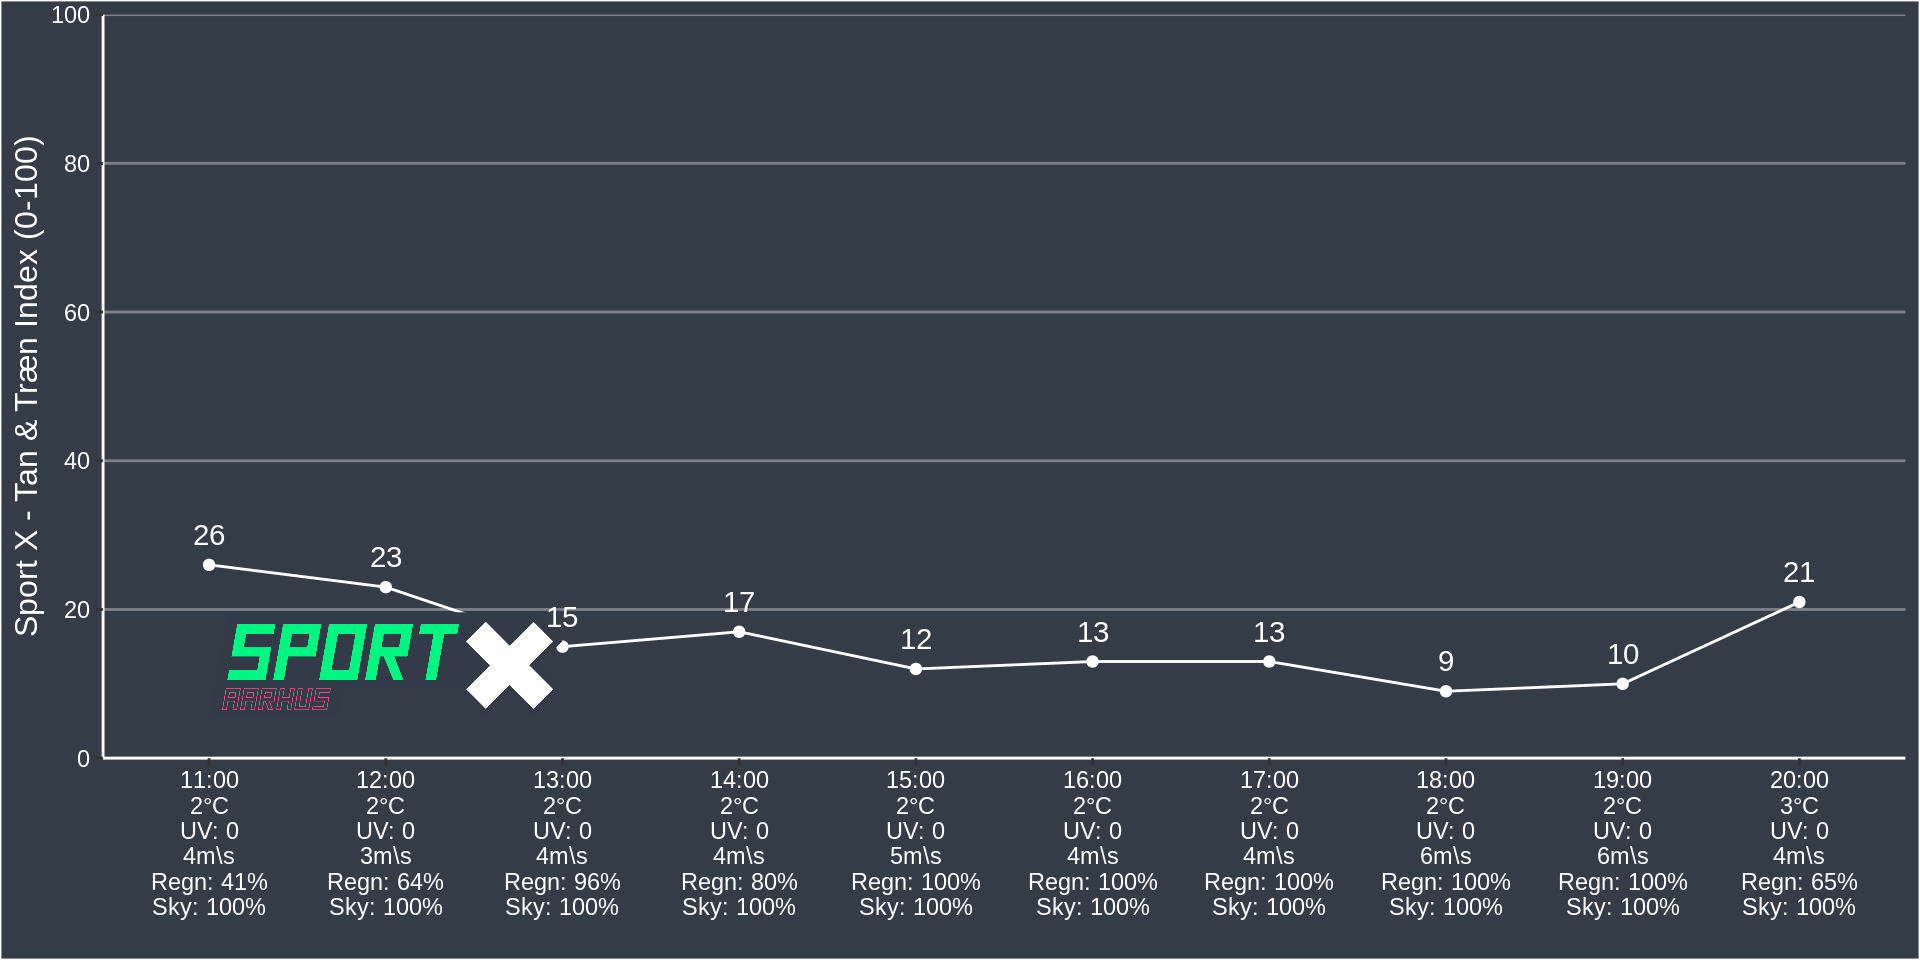 Sport X - Tan & Træn Index (0-100)
100
80
60
40
20
0
26
23
15
17
12
13
13
9
10
21
SPORT X
AARHUS
11:00 12:00 13:00 14:00 15:00 16:00 17:00 18:00 19:00 20:00
2°C 2°C 2°C 2°C 2°C 2°C 2°C 2°C 2°C 3°C
UV: 0 UV: 0 UV: 0 UV: 0 UV: 0 UV: 0 UV: 0 UV: 0 UV: 0 UV: 0
4m\s 3m\s 4m\s 4m\s 5m\s 4m\s 4m\s 6m\s 6m\s 4m\s
Regn: 41% Regn: 64% Regn: 96% Regn: 80% Regn: 100% Regn: 100% Regn: 100% Regn: 100% Regn: 100% Regn: 65%
Sky: 100% Sky: 100% Sky: 100% Sky: 100% Sky: 100% Sky: 100% Sky: 100% Sky: 100% Sky: 100% Sky: 100%